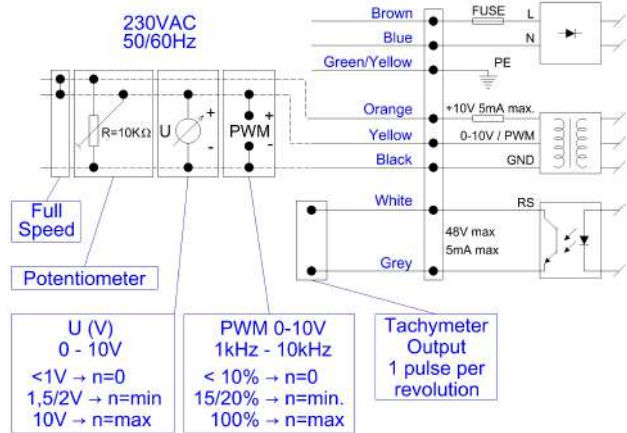 230VAC
50/60Hz
Brown
FUSE
L
Blue
N
Green/Yellow
PE
Orange
+10V 5mA max.
Yellow
0-10V / PWM
Black
GND
R=10KΩ
U
+
-
PWM
+
-
White
RS
48V max
5mA max
Grey
Full
Speed
Potentiometer
U (V)
0 - 10V
<1V → n=0
1,5/2V → n=min
10V → n=max
PWM 0-10V
1kHz - 10kHz
< 10% → n=0
15/20% → n=min.
100% → n=max
Tachymeter
Output
1 pulse per
revolution